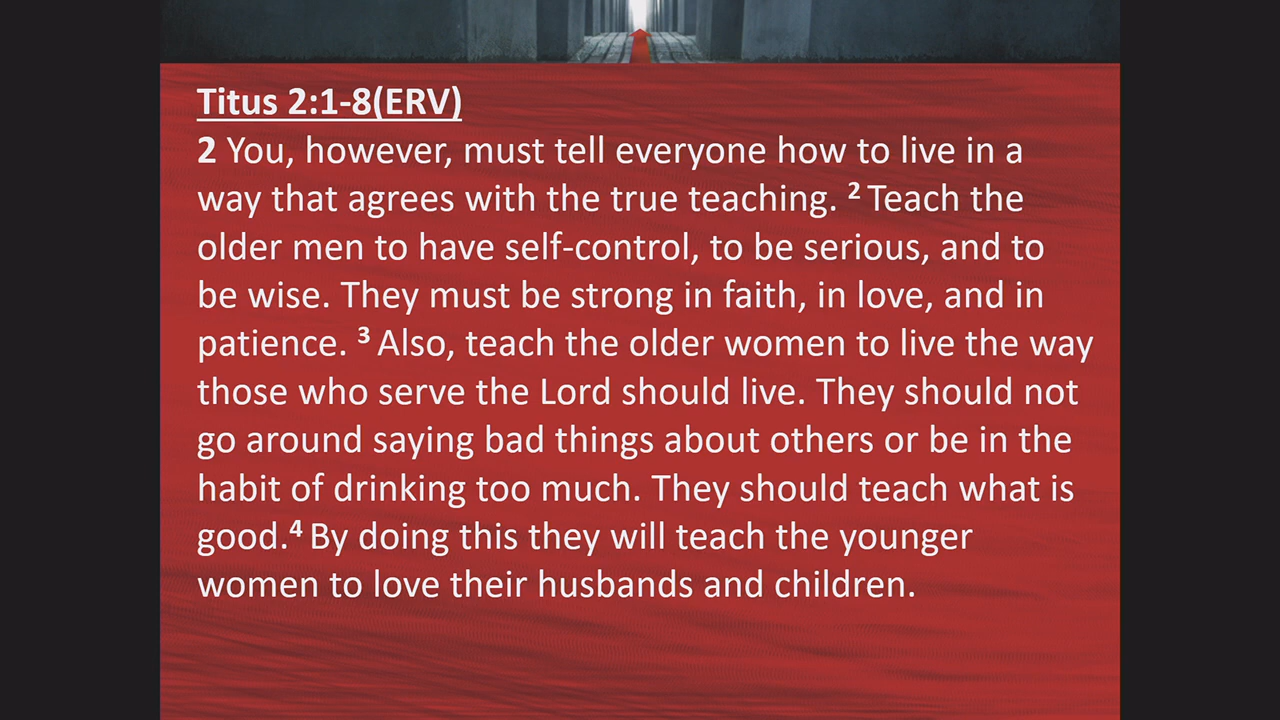 Titus 2:1-8(ERV)
2 You, however, must tell everyone how to live in a
way that agrees with the true teaching. 2 Teach the
older men to have self-control, to be serious, and to
be wise. They must be strong in faith, in love, and in
patience. 3 Also, teach the older women to live the way
those who serve the Lord should live. They should not
go around saying bad things about others or be in the
habit of drinking too much. They should teach what is
good.4 By doing this they will teach the younger
women to love their husbands and children.